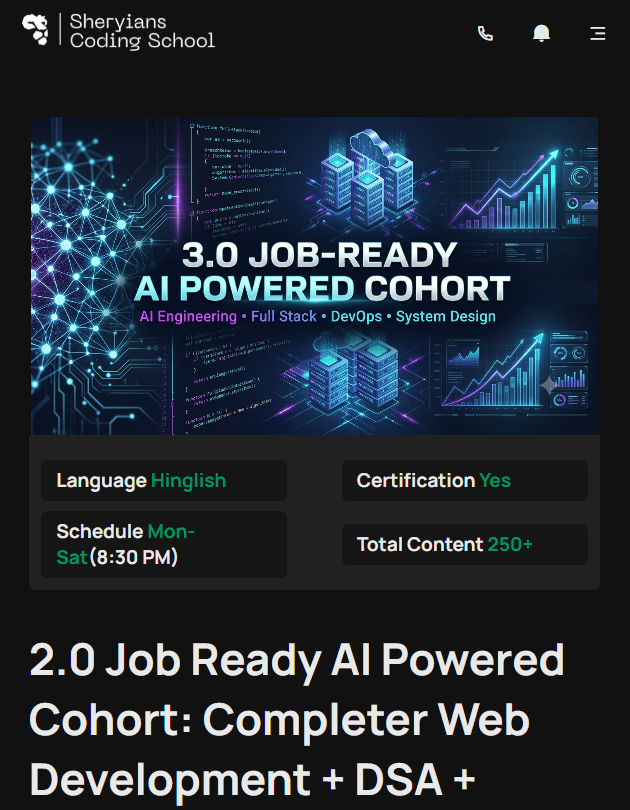 Sheryians
Coding School
3.0 JOB-READY
AI POWERED COHORT
AI Engineering • Full Stack • DevOps • System Design
Language Hinglish
Certification Yes
Schedule Mon-
Sat(8:30 PM)
Total Content 250+
2.0 Job Ready AI Powered
Cohort: Completer Web
Development + DSA +